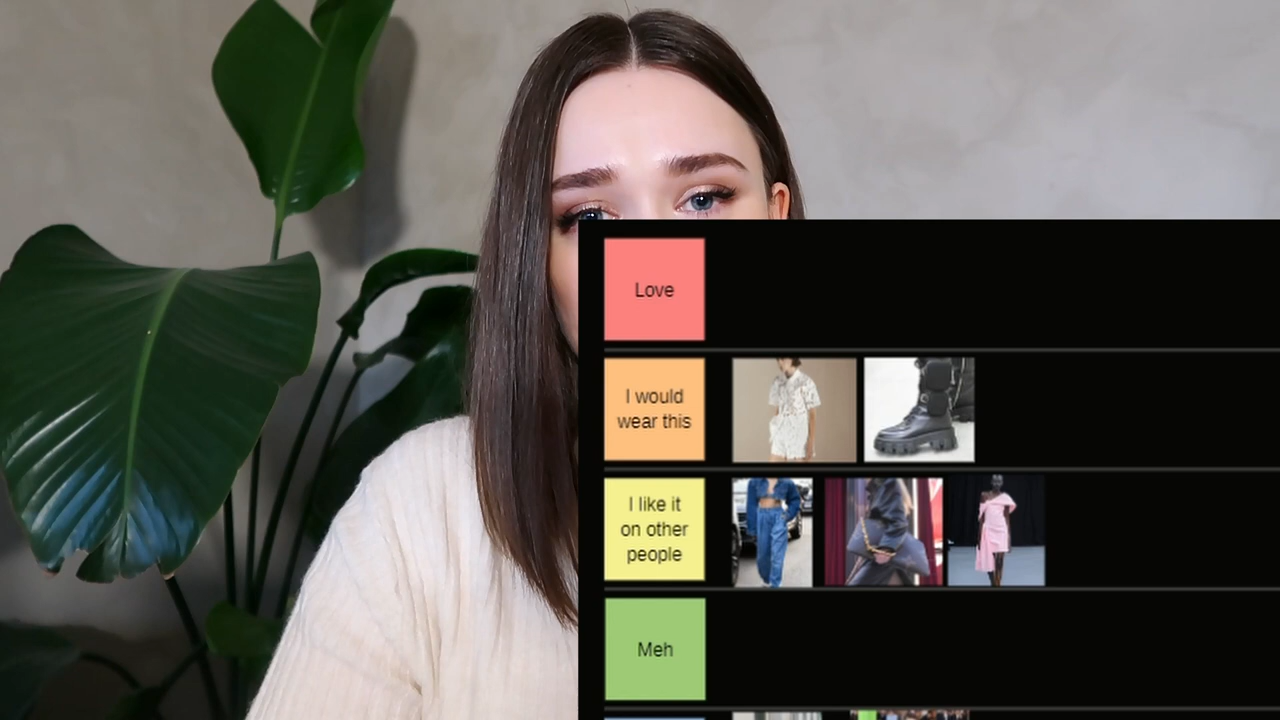 Love
I would
wear this
I like it
on other
people
Meh